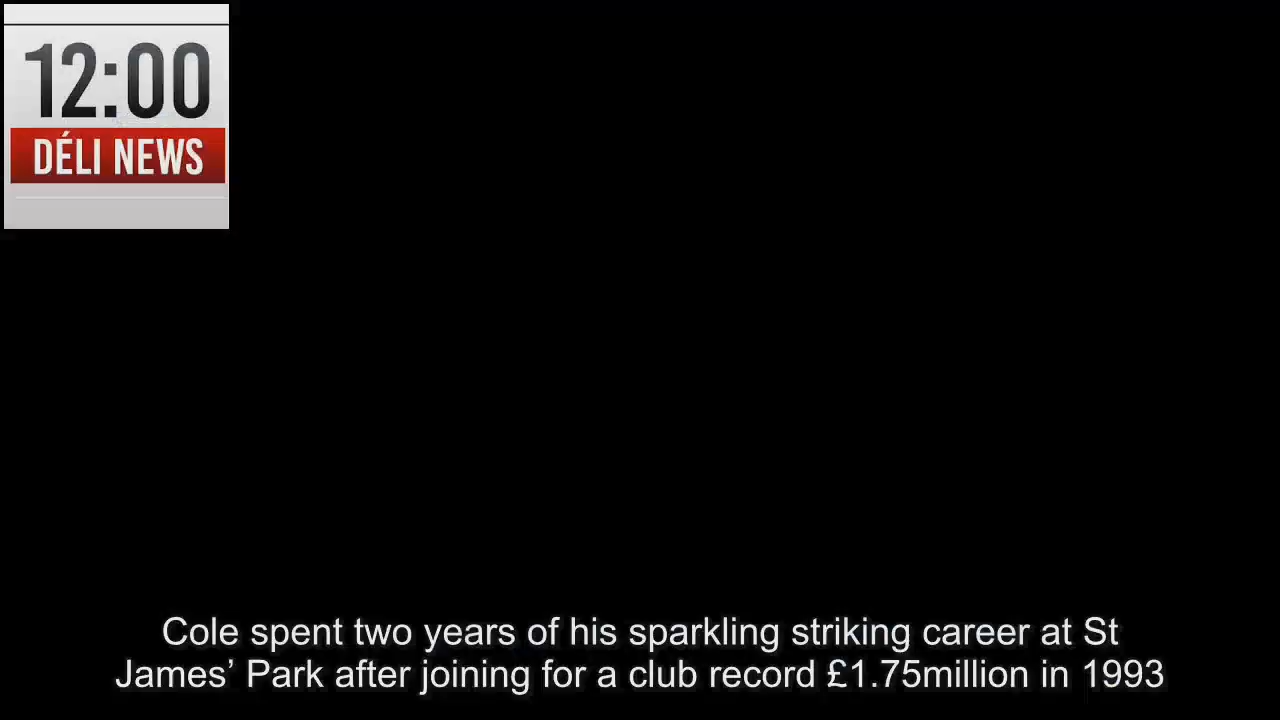 12:00
DÉLI NEWS
Cole spent two years of his sparkling striking career at St
James’ Park after joining for a club record £1.75million in 1993